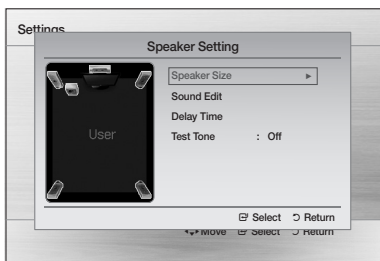 Settings
Speaker Setting
Speaker Size ►
Sound Edit
Delay Time
Test Tone : Off
User
Select Return
Move Select Return